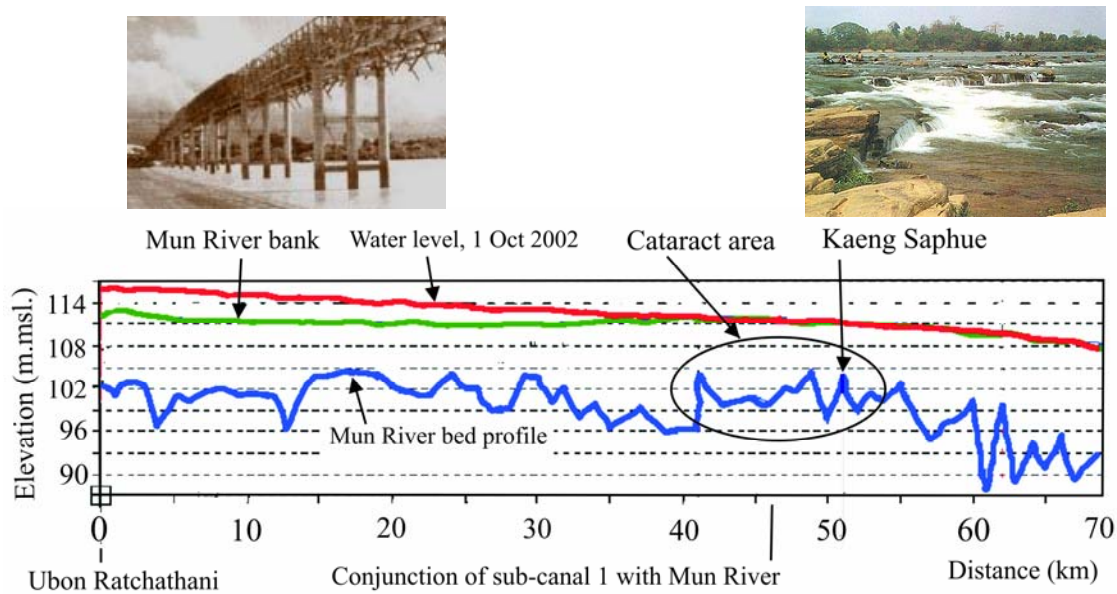 Mun River bank
Water level, 1 Oct 2002
Cataract area
Kaeng Saphue
Elevation (m.msl.)
114
108
102
96
90
Mun River bed profile
0 10 20 30 40 50 60 70
Ubon Ratchathani
Conjunction of sub-canal 1 with Mun River
Distance (km)